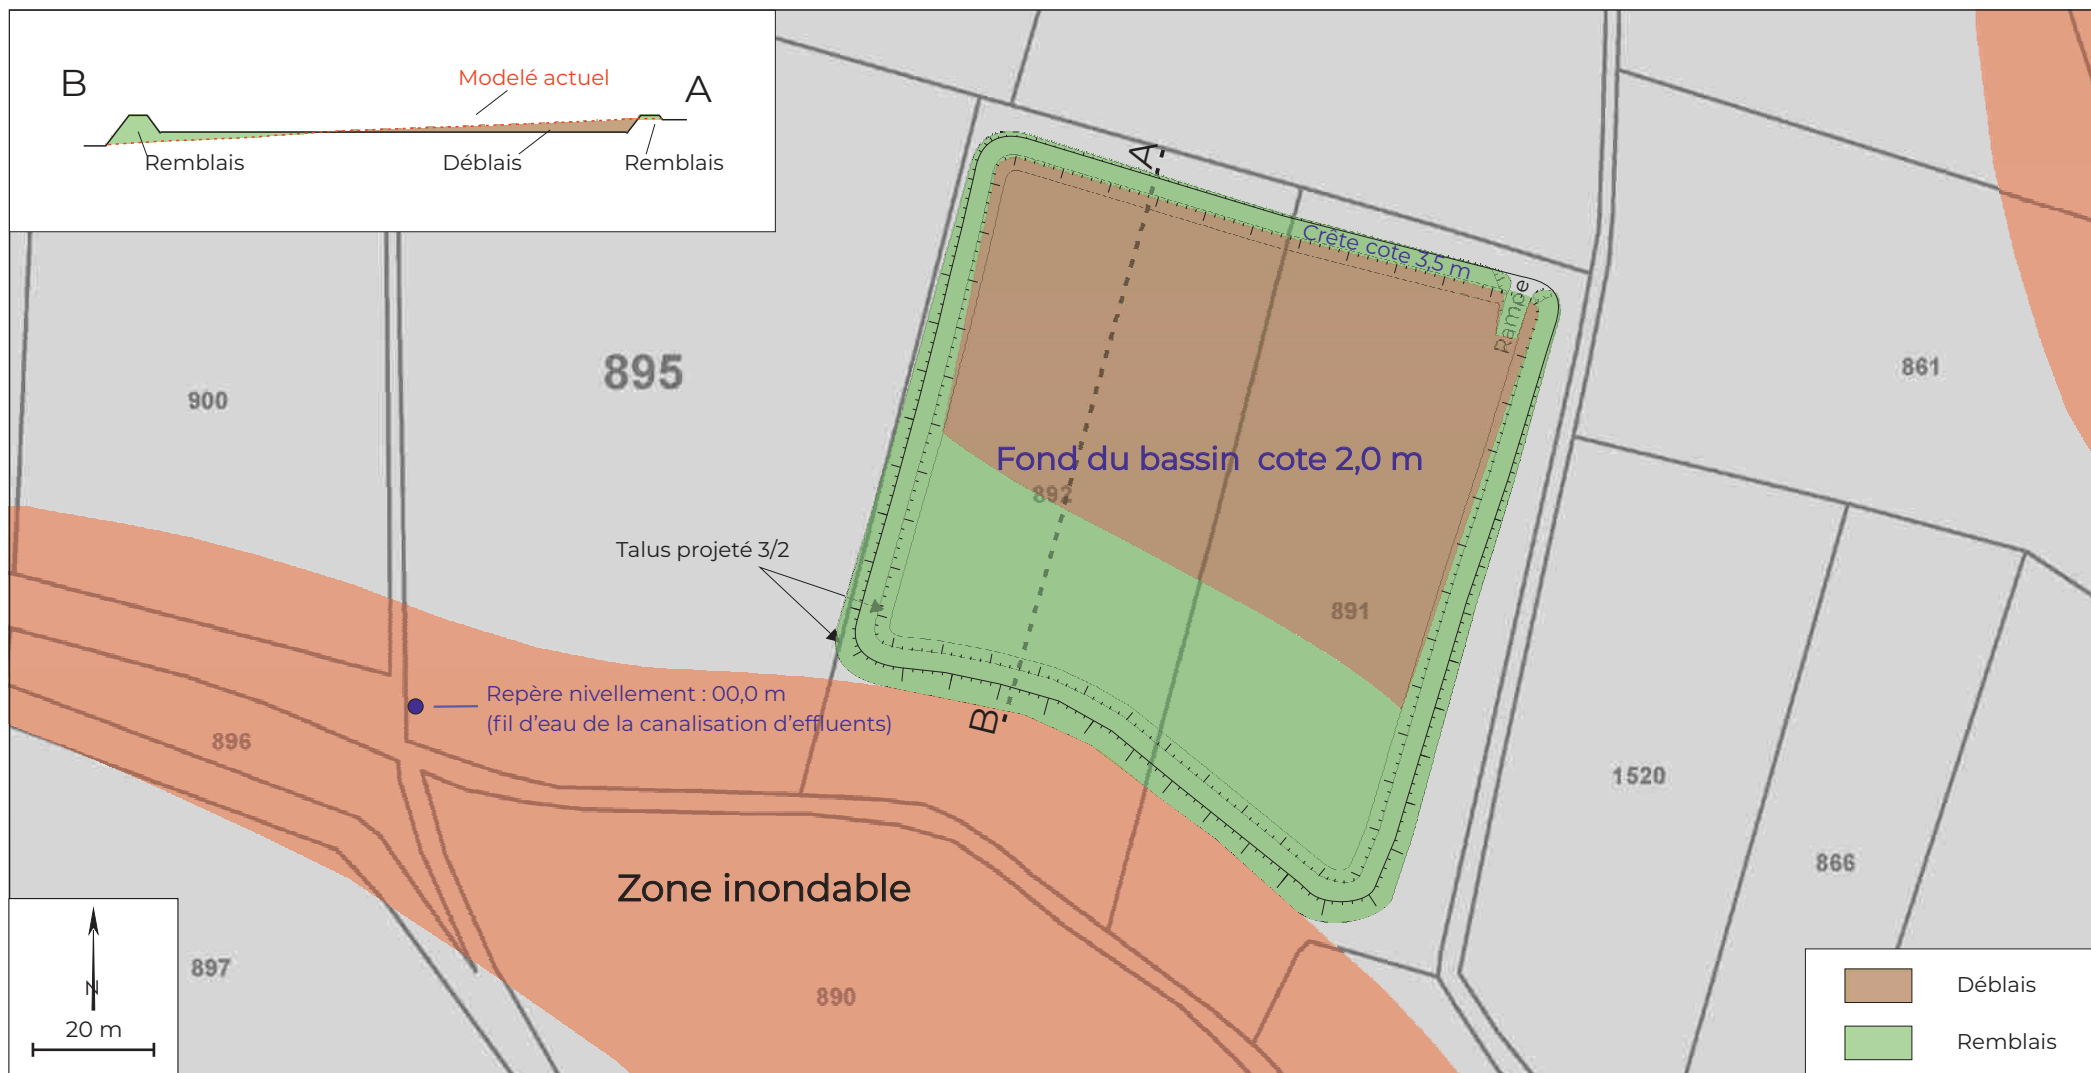 B
Modelé actuel
A
Remblais
Déblais
Remblais
A
Crête cote 3,5 m
Rampe
895
900
861
Fond du bassin cote 2,0 m
892
Talus projeté 3/2
891
Repère nivellement : 00,0 m
(fil d'eau de la canalisation d'effluents)
B
896
1520
866
Zone inondable
897
890
N
20 m
Déblais
Remblais